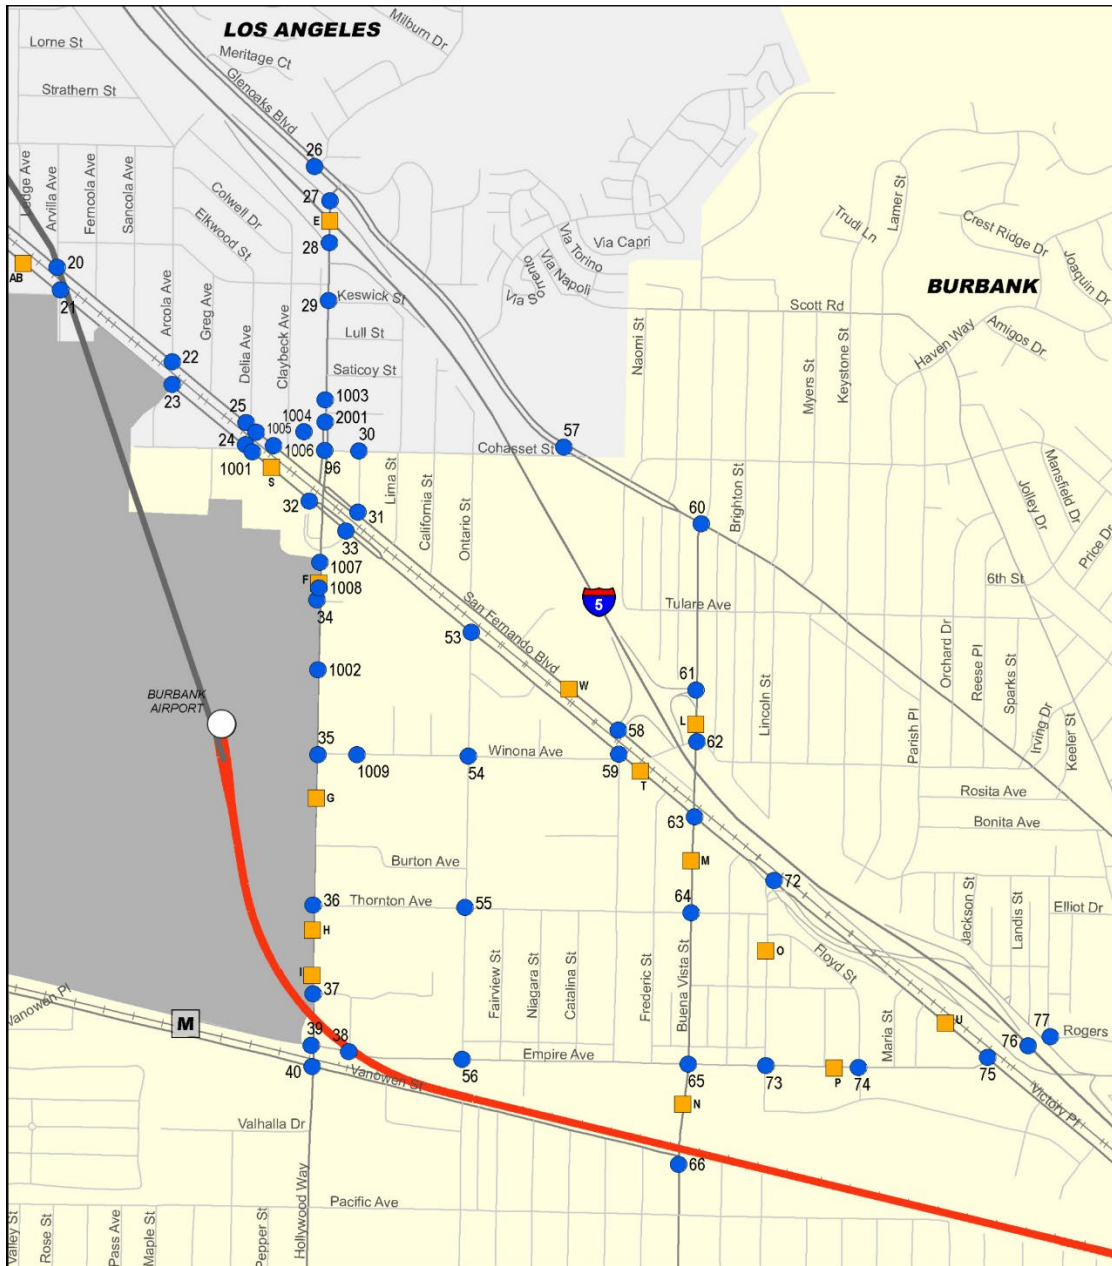 LOS ANGELES
Milburn Dr
Lorne St
Meritage Ct
Glenoaks Blvd
Strathern St
26
Ledge Ave
Arvilla Ave
Ferncola Ave
Sancola Ave
Colwell Dr
Elkwood St
27
E
28
Via Torino
Via Capri
Via Napoli
Via S
Orrento
Trudi Ln
Lamer St
Crest Ridge Dr
Joaquin Dr
20
AB
21
29
Keswick St
Scott Rd
BURBANK
Haven Way
Amigos Dr
Arcola Ave
Greg Ave
Delia Ave
Claybeck Ave
Lull St
Saticoy St
Naomi St
Myers St
Keystone St
22
23
25
24
1003
1004
2001
1005
1006
30
96
1001
S
57
Cohasset St
32
31
33
Lima St
California St
Ontario St
60
Brighton St
Mansfield Dr
Jolley Dr
Price Dr
6th St
1007
F
1008
34
5
Tulare Ave
San Fernando Blvd
53
1002
W
61
L
62
Lincoln St
Orchard Dr
Reese Pl
Sparks St
Parish Pl
Irving Dr
Keeler St
BURBANK
AIRPORT
35
1009
Winona Ave
54
58
59
T
G
63
Rosita Ave
Bonita Ave
Burton Ave
M
72
36
Thornton Ave
55
64
Elliot Dr
Jackson St
Landis St
H
O
Floyd St
I
37
Fairview St
Niagara St
Catalina St
Frederic St
Buena Vista St
Maria St
U
77
76
Rogers
Vanowen Pl
M
39
38
40
Vanowen St
Empire Ave
56
65
73
P
74
75
Victory Pl
N
Valhalla Dr
66
Hollywood Way
Pacific Ave
Valley St
Rose St
Pass Ave
Maple St
Pepper St